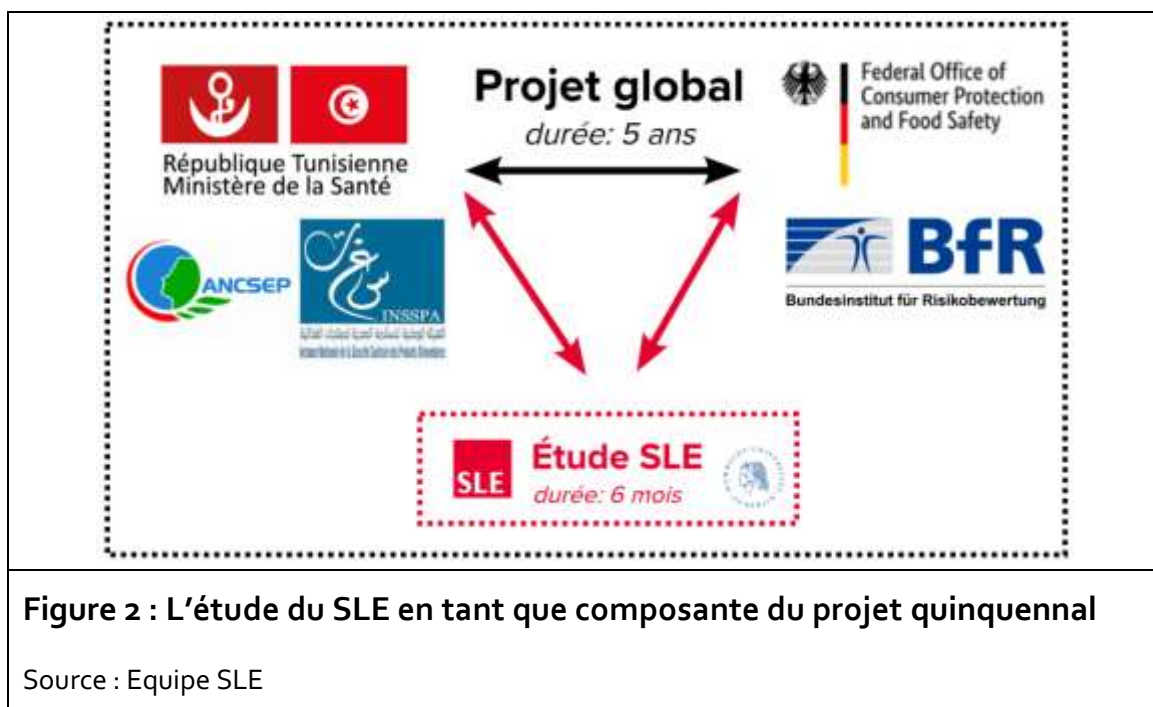 Projet global
durée: 5 ans
République Tunisienne
Ministère de la Santé
Federal Office of
Consumer Protection
and Food Safety
ANCSEP
INSSPA
BfR
Bundesinstitut für Risikobewertung
SLE
Étude SLE
durée: 6 mois
Figure 2 : L’étude du SLE en tant que composante du projet quinquennal
Source : Equipe SLE